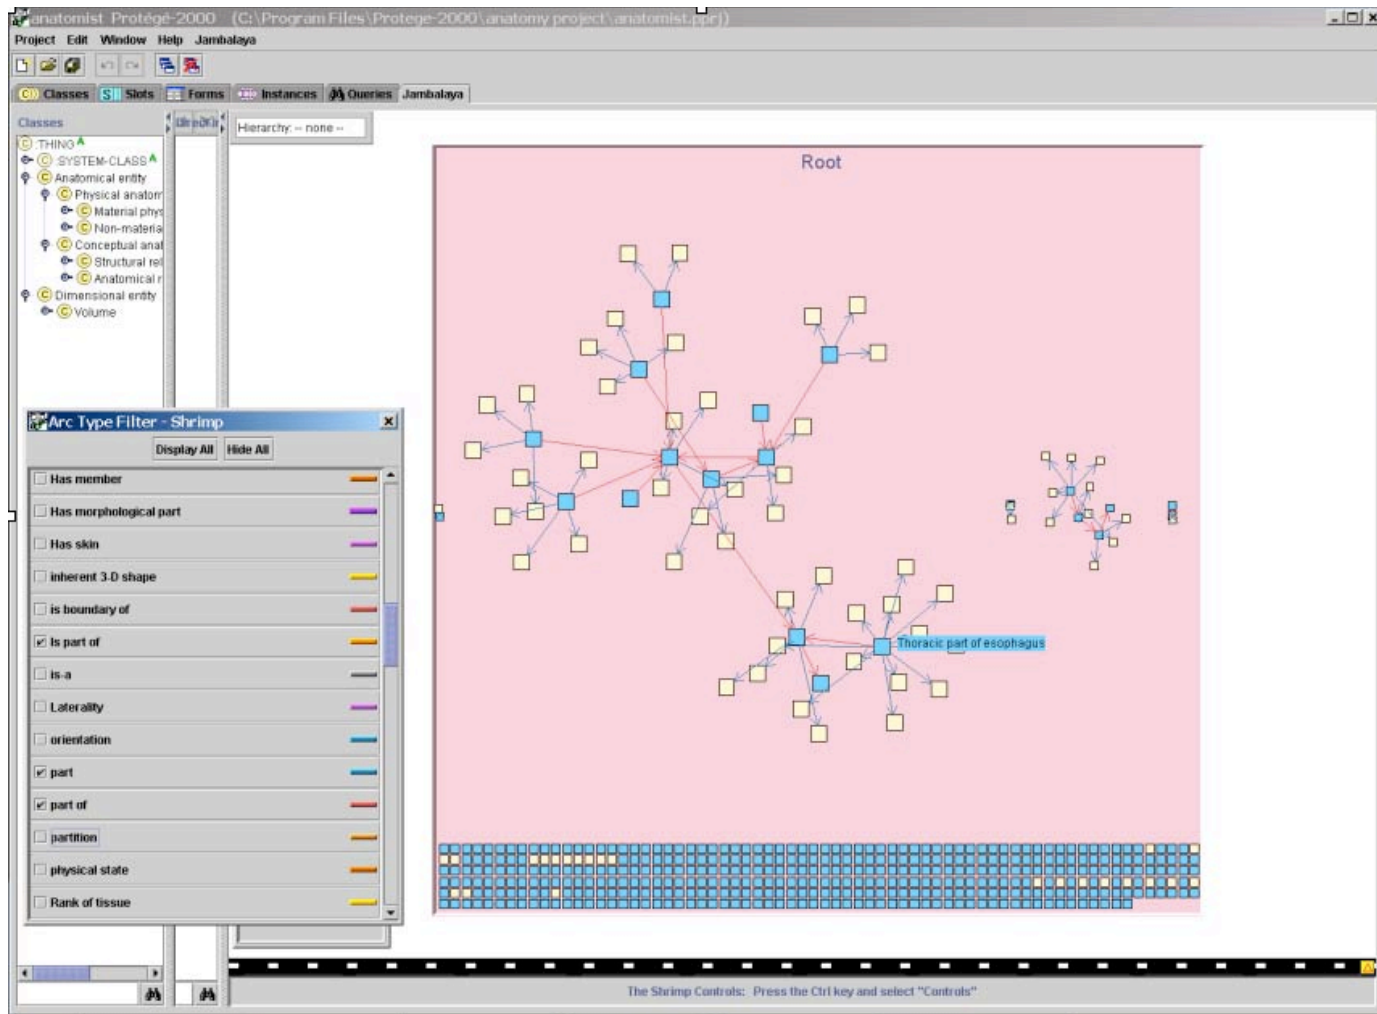 anatomist Protégé-2000 (C:\Program Files\Protege-2000\anatomy project\anatomist.pprj)
Project Edit Window Help Jambalaya
C Classes S Slots Forms Instances Queries Jambalaya
Classes
Hierarchy: -- none --
C :THING A
C :SYSTEM-CLASS A
C Anatomical entity
C Physical anatom
C Material phys
C Non-materia
C Conceptual anat
C Structural rel
C Anatomical r
C Dimensional entity
C Volume
Root
Thoracic part of esophagus
Arc Type Filter - Shrimp
Display All Hide All
Has member
Has morphological part
Has skin
inherent 3-D shape
is boundary of
Is part of
is-a
Laterality
orientation
part
part of
partition
physical state
Rank of tissue
The Shrimp Controls: Press the Ctrl key and select "Controls"